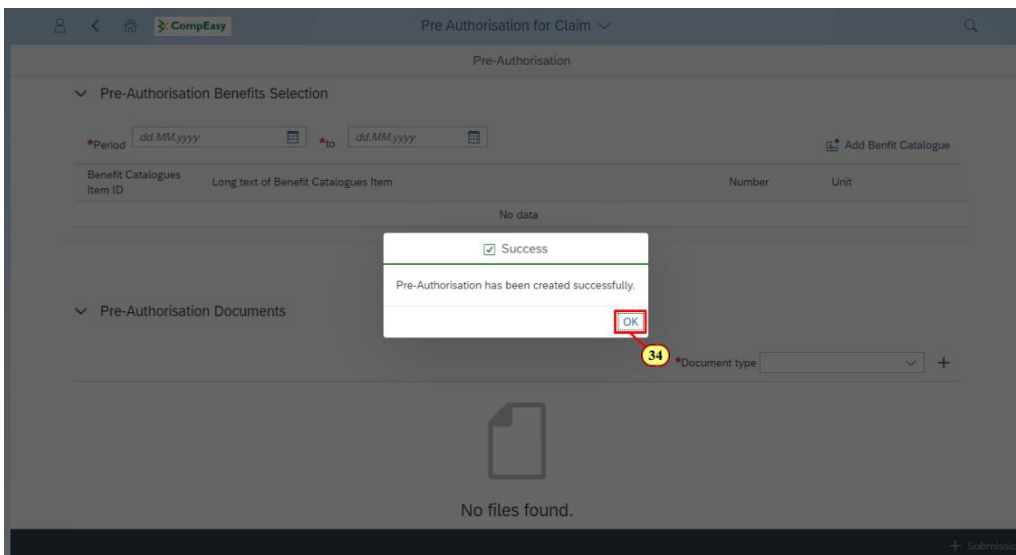 CompEasy
Pre Authorisation for Claim
Pre-Authorisation
Pre-Authorisation Benefits Selection
*Period dd.MM.yyyy *to dd.MM.yyyy Add Benfit Catalogue
Benefit Catalogues Item ID Long text of Benefit Catalogues Item Number Unit
No data
Success
Pre-Authorisation has been created successfully.
OK
Pre-Authorisation Documents
34
*Document type
No files found.
+ Submissio